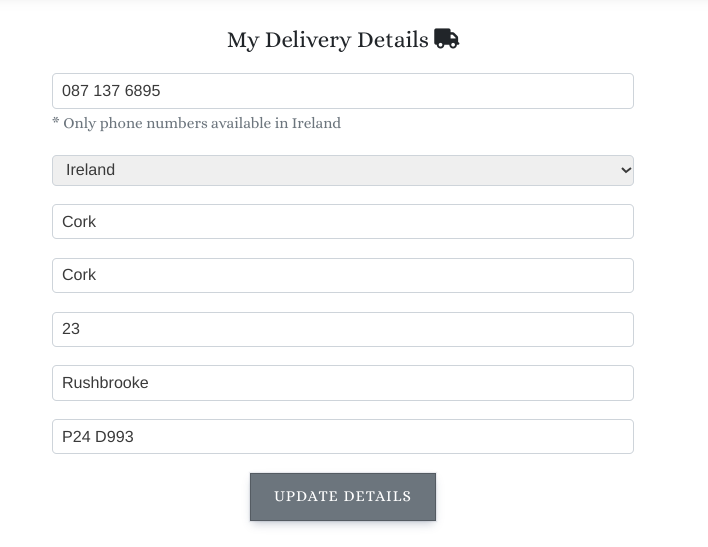 My Delivery Details
087 137 6895
* Only phone numbers available in Ireland
Ireland
Cork
Cork
23
Rushbrooke
P24 D993
UPDATE DETAILS